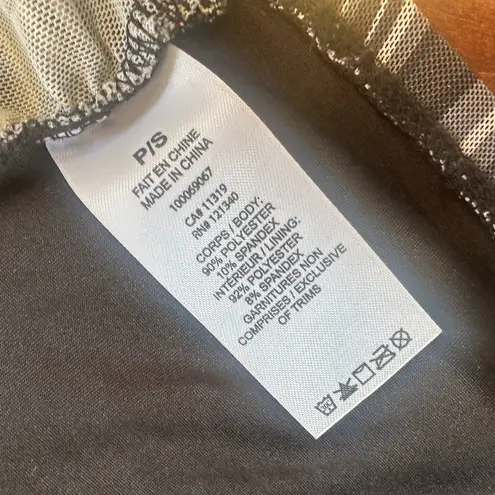 P/S
FAIT EN CHINE
MADE IN CHINA
100069067
CA# 11319
RN# 121340
CORPS / BODY:
90% POLYESTER
10% SPANDEX
INTÉRIEUR / LINING:
92% POLYESTER
8% SPANDEX
GARNITURES NON
COMPRISES / EXCLUSIVE
OF TRIMS